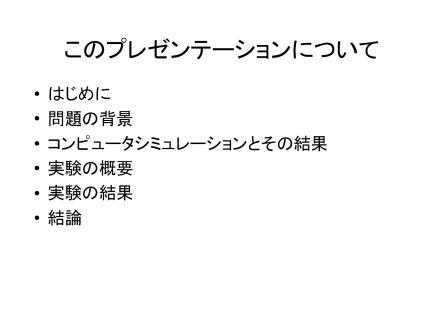 このプレゼンテーションについて
• はじめに
• 問題の背景
• コンピュータシミュレーションとその結果
• 実験の概要
• 実験の結果
• 結論